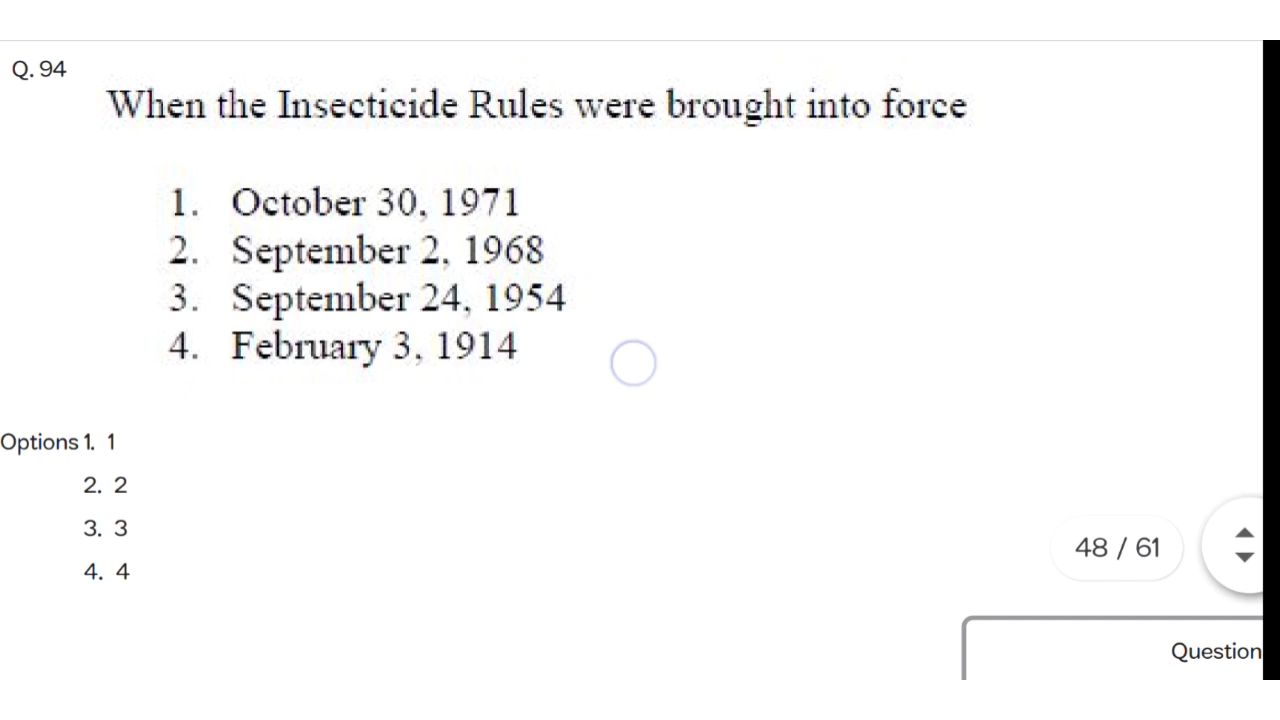 Q. 94
When the Insecticide Rules were brought into force
1. October 30, 1971
2. September 2, 1968
3. September 24, 1954
4. February 3, 1914
Options 1. 1
2. 2
3. 3
4. 4
48 / 61
Question